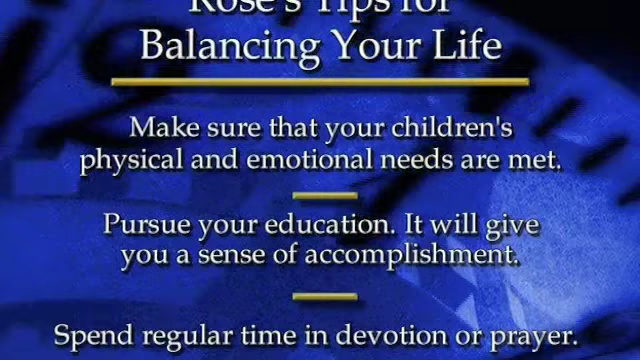 Rose's Tips for
Balancing Your Life
Make sure that your children's
physical and emotional needs are met.
Pursue your education. It will give
you a sense of accomplishment.
Spend regular time in devotion or prayer.